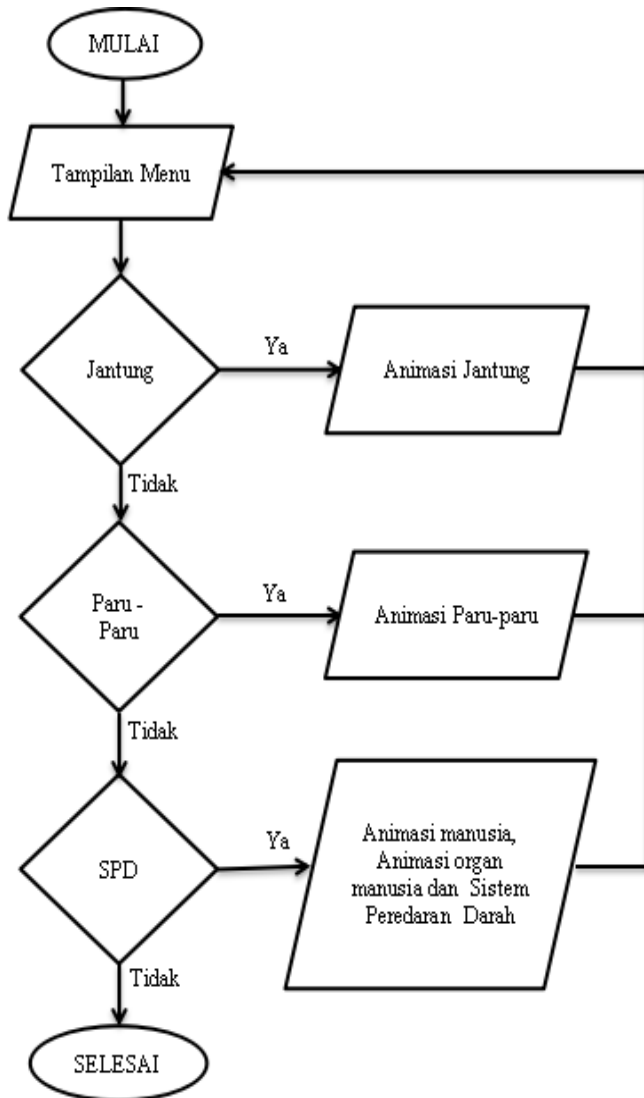 MULAI
Tampilan Menu
Jantung
Ya
Animasi Jantung
Tidak
Paru -
Paru
Ya
Animasi Paru-paru
Tidak
SPD
Ya
Animasi manusia,
Animasi organ
manusia dan Sistem
Peredaran Darah
Tidak
SELESAI